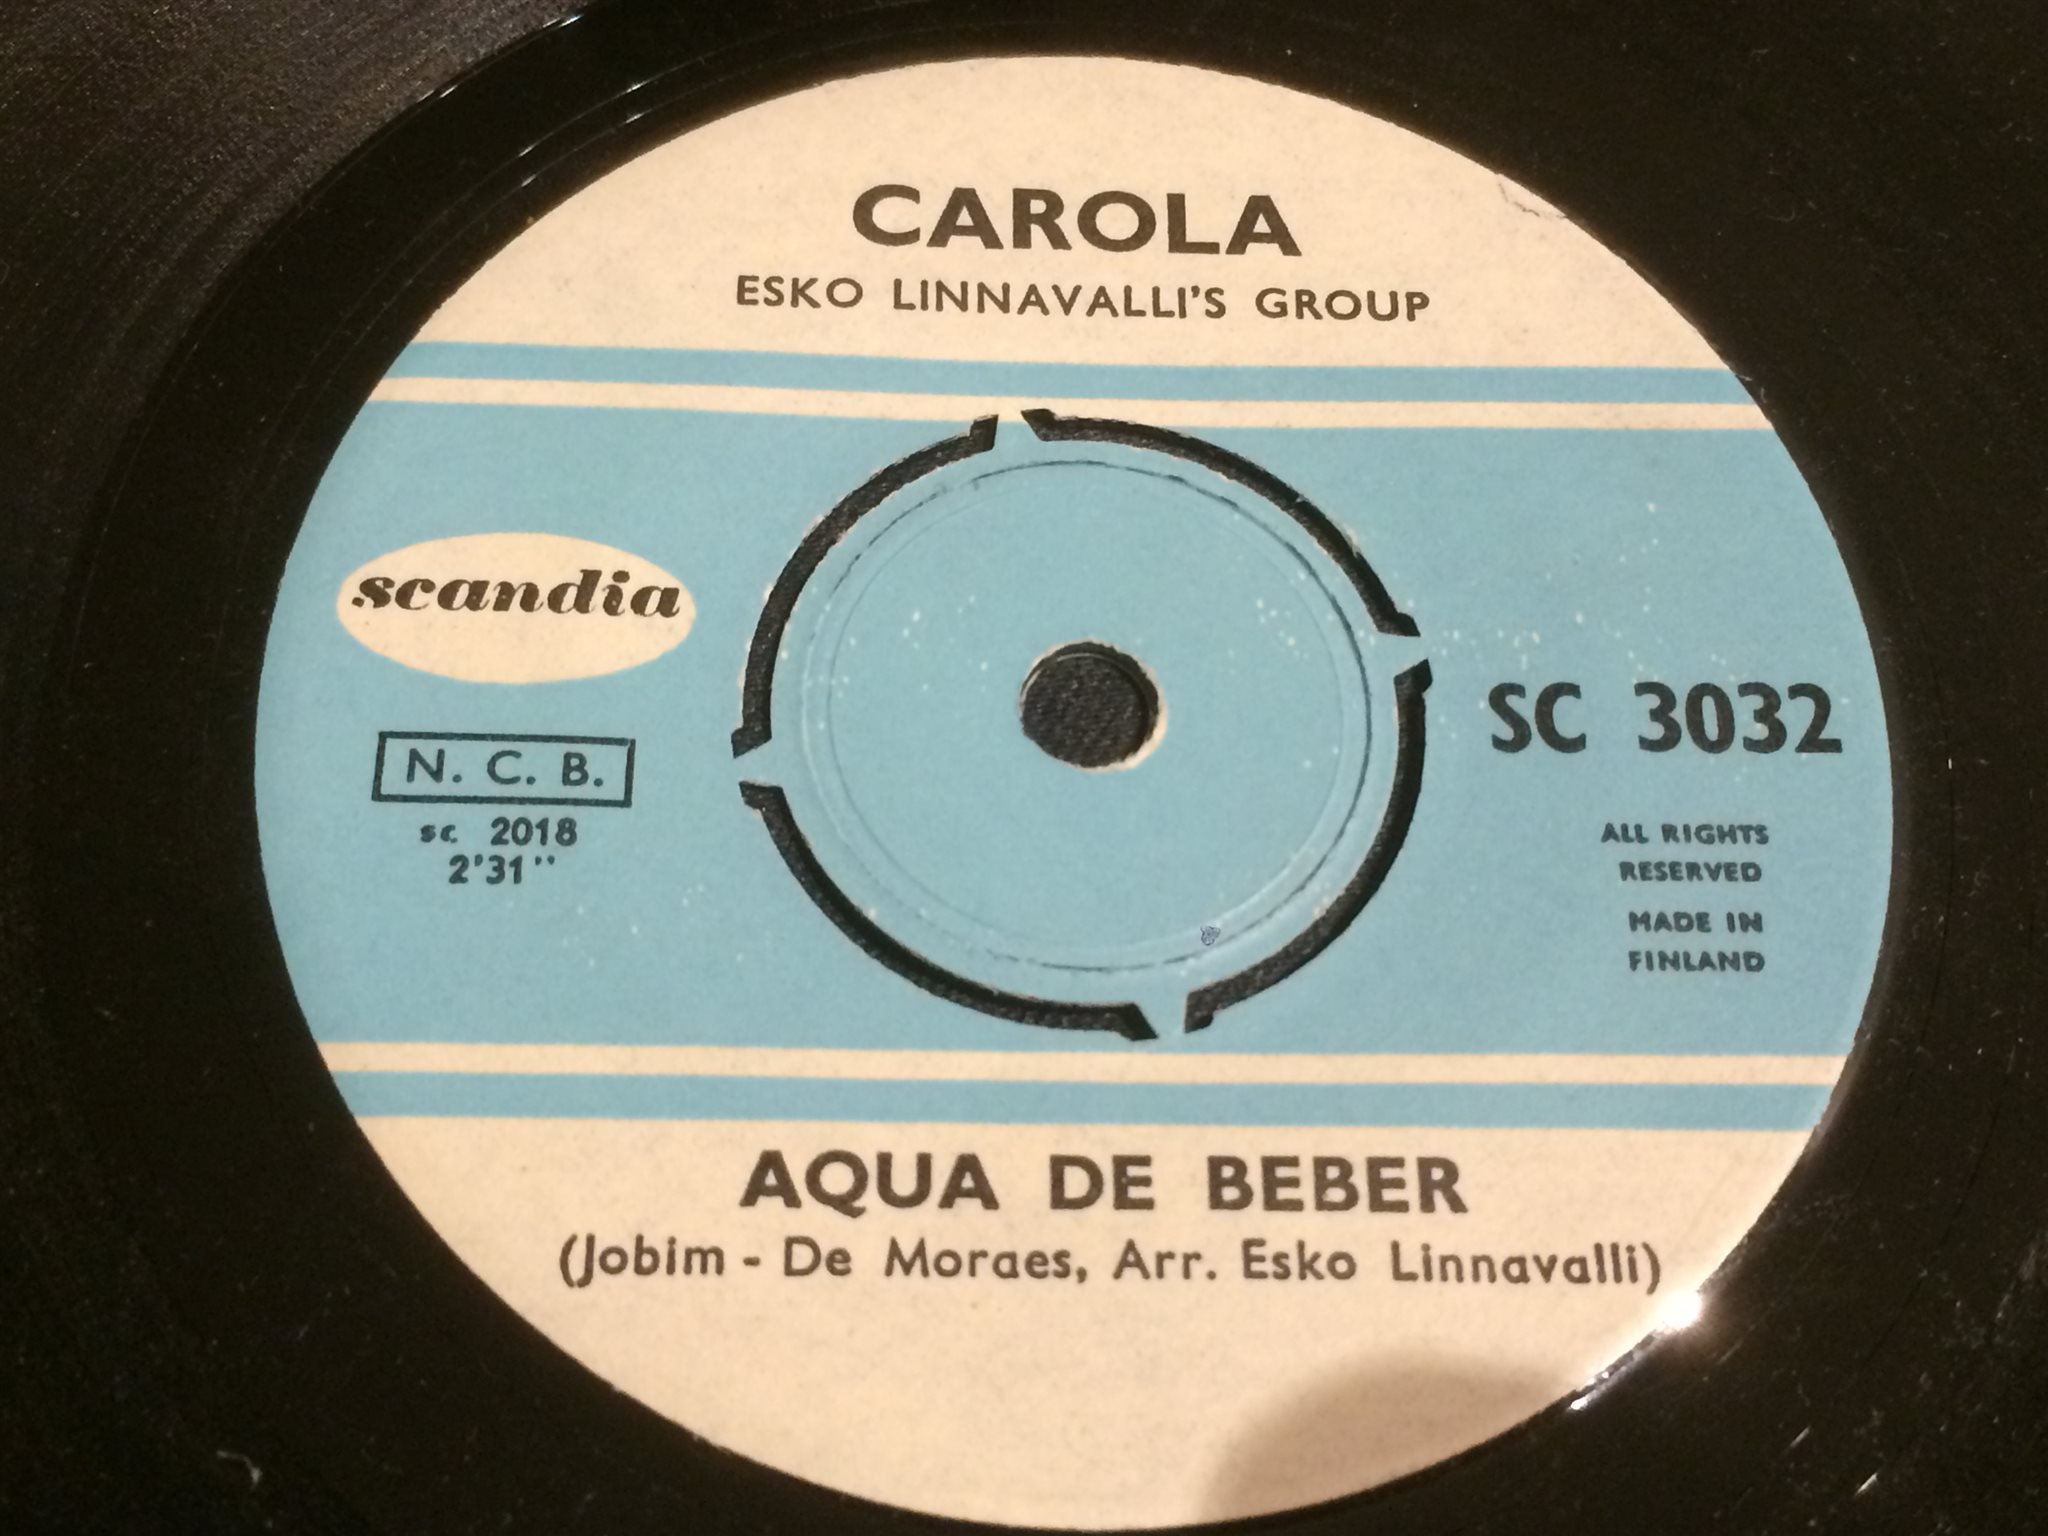 CAROLA
ESKO LINNAVALLI'S GROUP
scandia
N. C. B.
sc 2018
2'31"
SC 3032
ALL RIGHTS
RESERVED
MADE IN
FINLAND
AQUA DE BEBER
(Jobim - De Moraes, Arr. Esko Linnavalli)